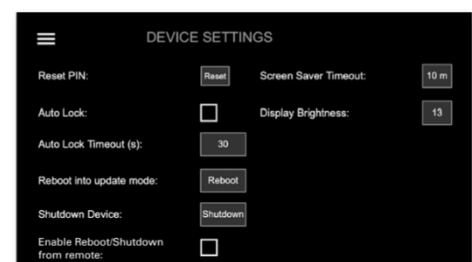 DEVICE SETTINGS
Reset PIN: Reset Screen Saver Timeout: 10 m
Auto Lock: Display Brightness: 13
Auto Lock Timeout (s): 30
Reboot into update mode: Reboot
Shutdown Device: Shutdown
Enable Reboot/Shutdown
from remote: